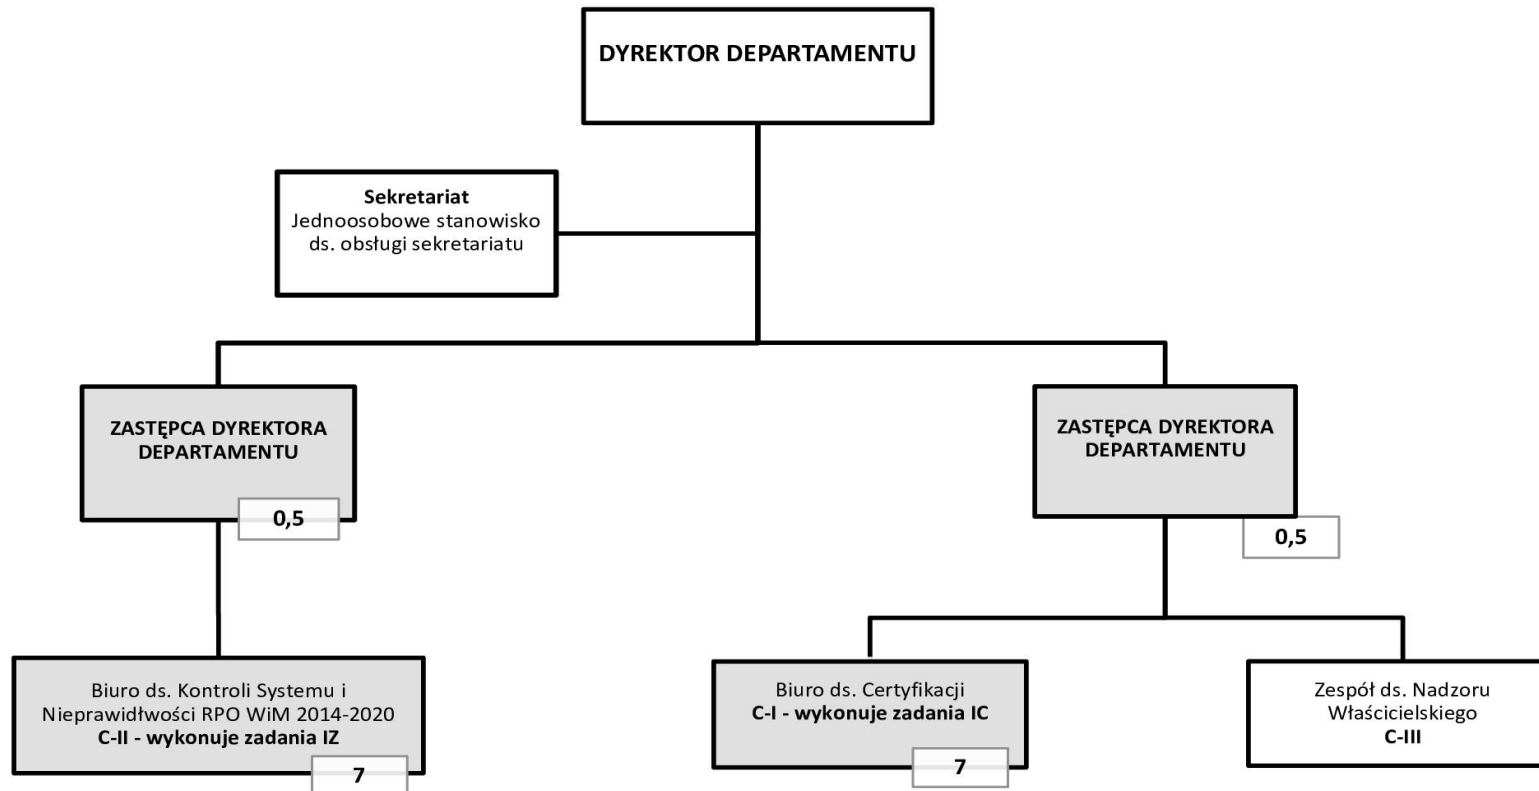 DYREKTOR DEPARTAMENTU
Sekretariat
Jednoosobowe stanowisko
ds. obsługi sekretariatu
ZASTĘPCA DYREKTORA
DEPARTAMENTU
0,5
ZASTĘPCA DYREKTORA
DEPARTAMENTU
0,5
Biuro ds. Kontroli Systemu i
Nieprawidłwości RPO WiM 2014-2020
C-II - wykonuje zadania IZ
7
Biuro ds. Certyfikacji
C-I - wykonuje zadania IC
7
Zespół ds. Nadzoru
Właścicielskiego
C-III